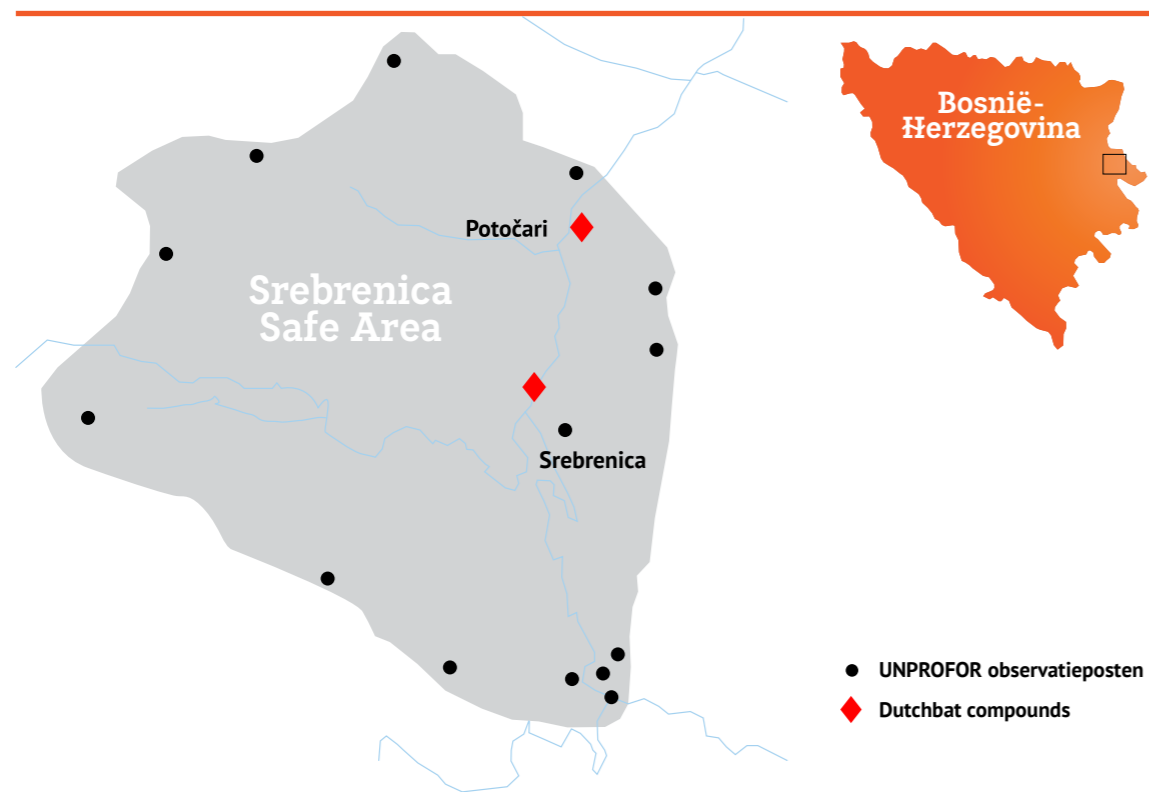 Bosnië-
Herzegovina
Potočari
Srebrenica
Safe Area
Srebrenica
UNPROFOR observatieposten
Dutchbat compounds